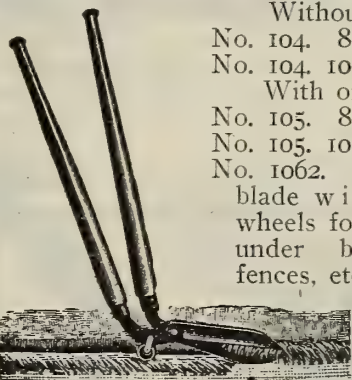 Withou
No. 104. 8
No. 104. 10
With o
No. 105. 8
No. 105. 10
No. 1062.
blade wi
wheels fo
under b
fences, et